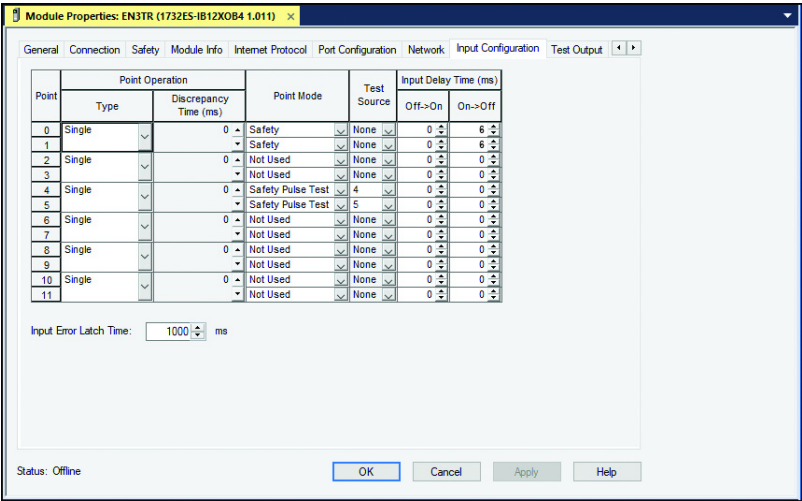 Module Properties: EN3TR (1732ES-IB12XOB4 1.011) ×
General Connection Safety Module Info Internet Protocol Port Configuration Network Input Configuration Test Output
Point Point Operation Point Mode Test Source Input Delay Time (ms)
Type Discrepancy Time (ms) Off->On On->Off
0 Single 0 Safety None 0 6
1 Safety None 0 6
2 Single 0 Not Used None 0 0
3 Not Used None 0 0
4 Single 0 Safety Pulse Test 4 0 0
5 Safety Pulse Test 5 0 0
6 Single 0 Not Used None 0 0
7 Not Used None 0 0
8 Single 0 Not Used None 0 0
9 Not Used None 0 0
10 Single 0 Not Used None 0 0
11 Not Used None 0 0
Input Error Latch Time: 1000 ms
Status: Offline OK Cancel Apply Help